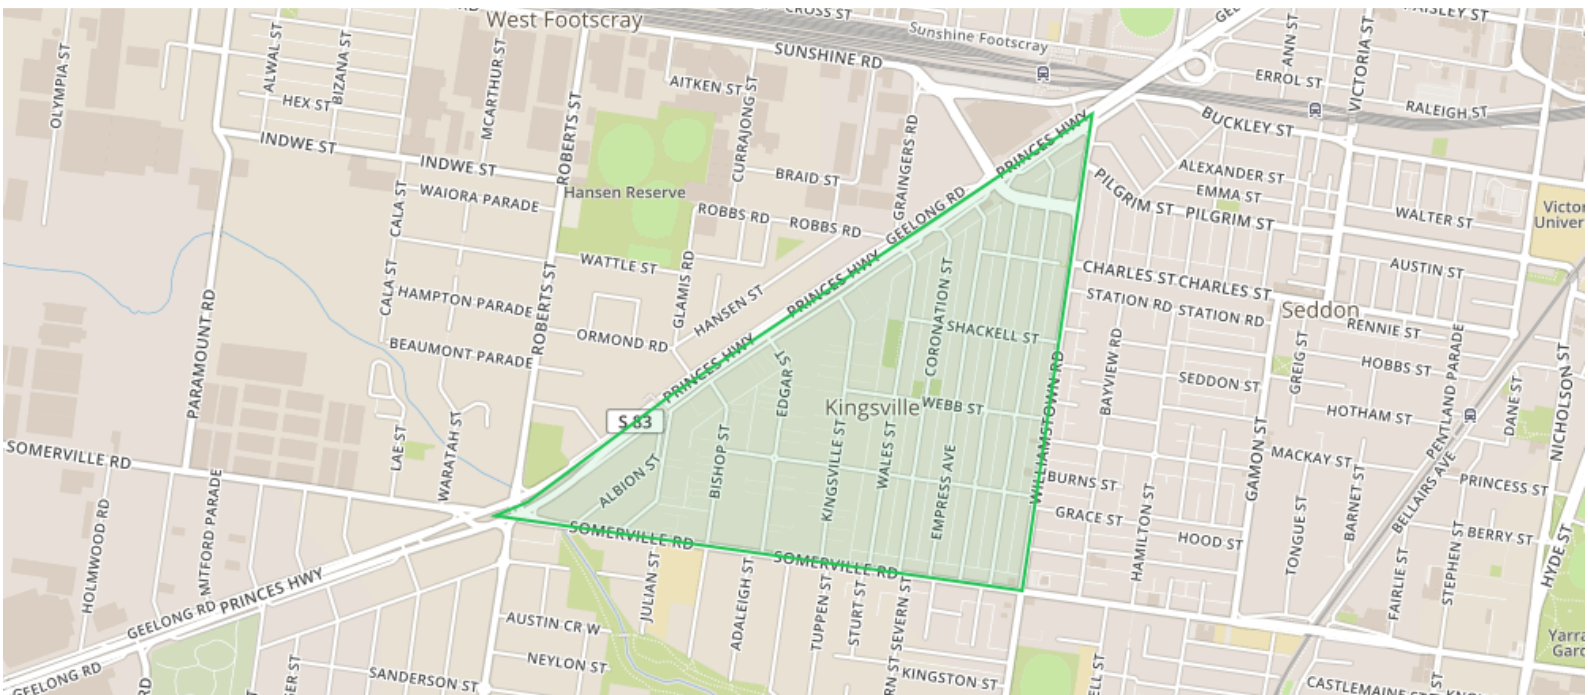 West Footscray
CROSS ST
PAISLEY ST
OLYMPIA ST
ALWAL ST
BIZANA ST
MCARTHUR ST
SUNSHINE RD
Sunshine Footscray
ANN ST
VICTORIA ST
HEX ST
AITKEN ST
CURRAJONG ST
ERROL ST
RALEIGH ST
INDWE ST
INDWE ST
ROBERTS ST
GRAINGERS RD
PRINCES HWY
BUCKLEY ST
WAIORA PARADE
Hansen Reserve
BRAID ST
ALEXANDER ST
EMMA ST
PILGRIM ST
PILGRIM ST
WALTER ST
CALA ST
ROBBS RD
ROBBS RD
GEELONG RD
WATTLE ST
GLAMIS RD
PRINCES HWY
CORONATION ST
CHARLES ST
CHARLES ST
AUSTIN ST
CALA ST
HAMPTON PARADE
ROBERTS ST
HANSEN ST
STATION RD
STATION RD
Seddon
RENNIE ST
PARAMOUNT RD
ORMOND RD
SHACKELL ST
BEAUMONT PARADE
PRINCES HWY
EDGAR ST
WILLIAMSTOWN RD
BAYVIEW RD
SEDDON ST
GREIG ST
HOBBS ST
PENTLAND PARADE
DANE ST
NICHOLSON ST
S 83
Kingsville
WEBB ST
HOTHAM ST
SOMERVILLE RD
LAE ST
WARATAH ST
ALBION ST
BISHOP ST
KINGSVILLE ST
WALES ST
EMPRESS AVE
BURNS ST
GAMON ST
MACKAY ST
BELLAIRS AVE
PRINCESS ST
HOLMWOOD RD
MITFORD PARADE
SOMERVILLE RD
SOMERVILLE RD
GRACE ST
HAMILTON ST
HOOD ST
TONGUE ST
BARNET ST
BERRY ST
HYDE ST
GEELONG RD
PRINCES HWY
JULIAN ST
ADALEIGH ST
TUPPEN ST
STURT ST
SEVERN ST
FAIRLIE ST
STEPHEN ST
AUSTIN CR W
NEYLON ST
SANDERSON ST
KINGSTON ST
GEELONG RD